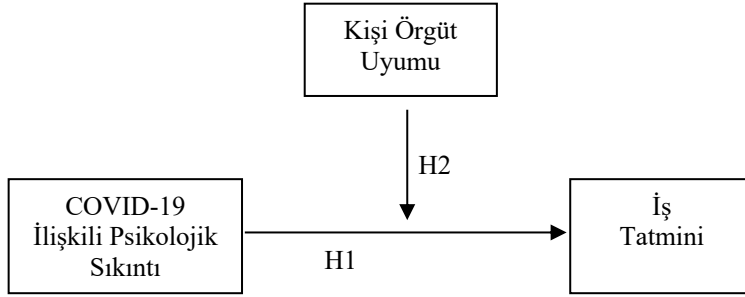 Kişi Örgüt
Uyumu
H2
COVID-19
İlişkili Psikolojik
Sıkıntı
H1
İş
Tatmini